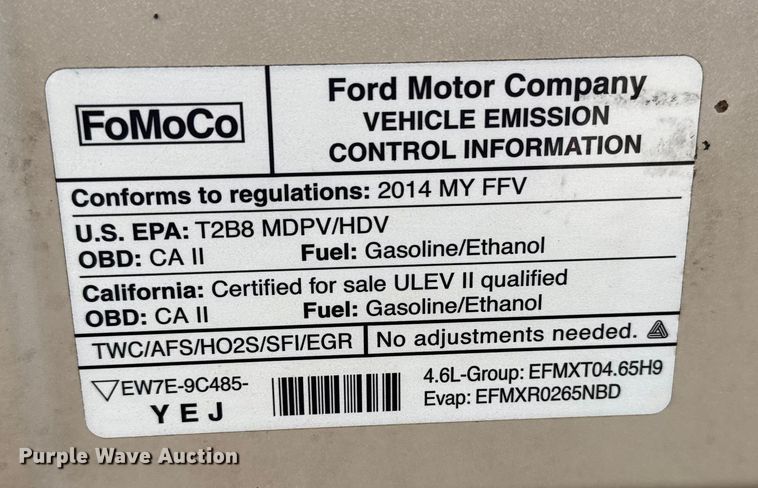 FoMoCo
Ford Motor Company
VEHICLE EMISSION
CONTROL INFORMATION
Conforms to regulations: 2014 MY FFV
U.S. EPA: T2B8 MDPV/HDV
OBD: CA II Fuel: Gasoline/Ethanol
California: Certified for sale ULEV II qualified
OBD: CA II Fuel: Gasoline/Ethanol
TWC/AFS/HO2S/SFI/EGR No adjustments needed.
EW7E-9C485-
YEJ
4.6L-Group: EFMXT04.65H9
Evap: EFMXR0265NBD
Purple Wave Auction